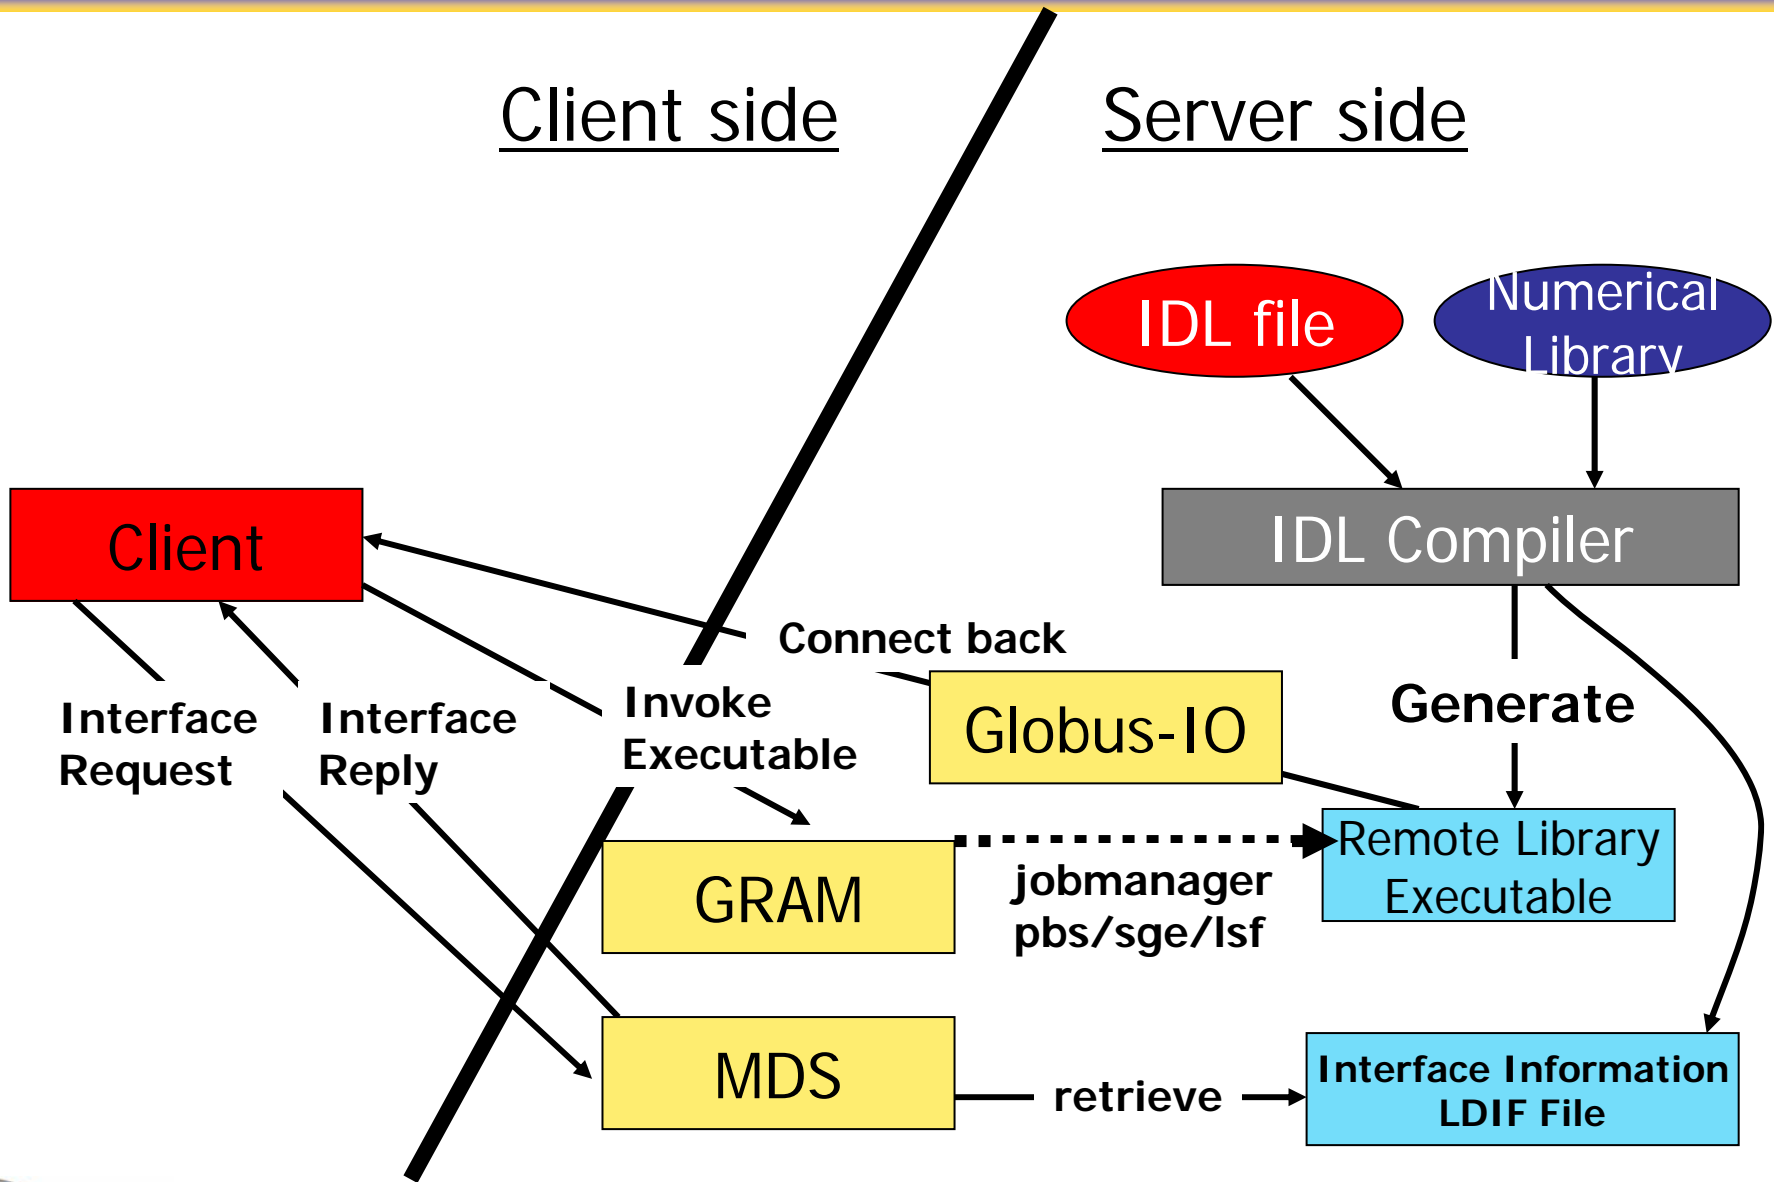 Client side
Server side
IDL file
Numerical
Library
Client
IDL Compiler
Connect back
Interface
Request
Interface
Reply
Invoke
Executable
Globus-IO
Generate
GRAM
jobmanager
pbs/sge/lsf
Remote Library
Executable
MDS
retrieve
Interface Information
LDIF File